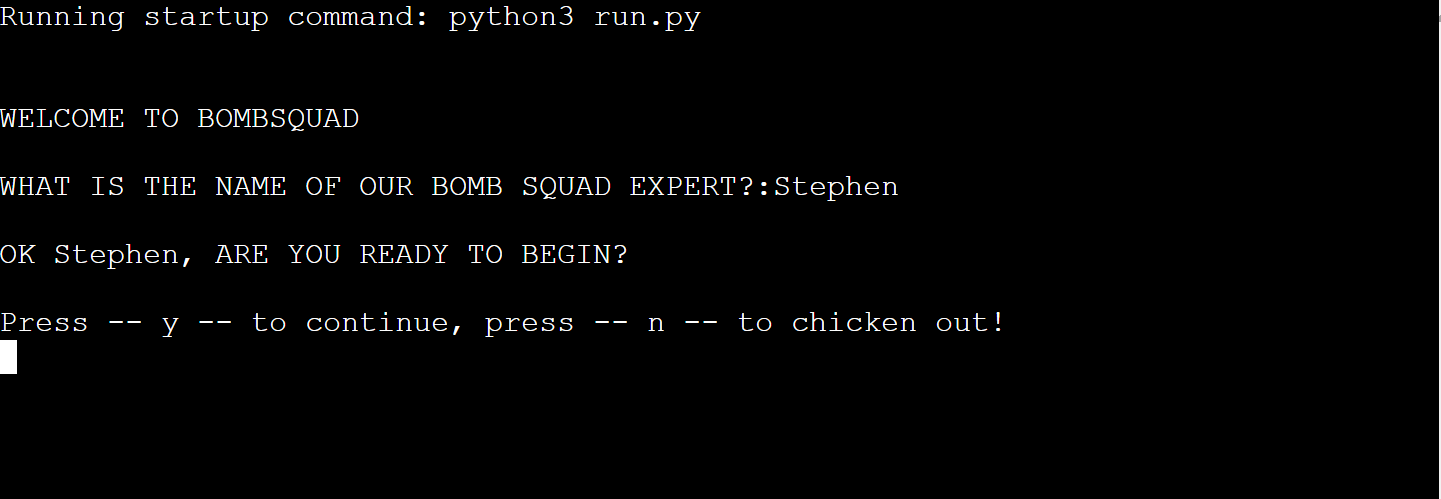 Running startup command: python3 run.py
WELCOME TO BOMBSQUAD
WHAT IS THE NAME OF OUR BOMB SQUAD EXPERT?:Stephen
OK Stephen, ARE YOU READY TO BEGIN?
Press -- y -- to continue, press -- n -- to chicken out!